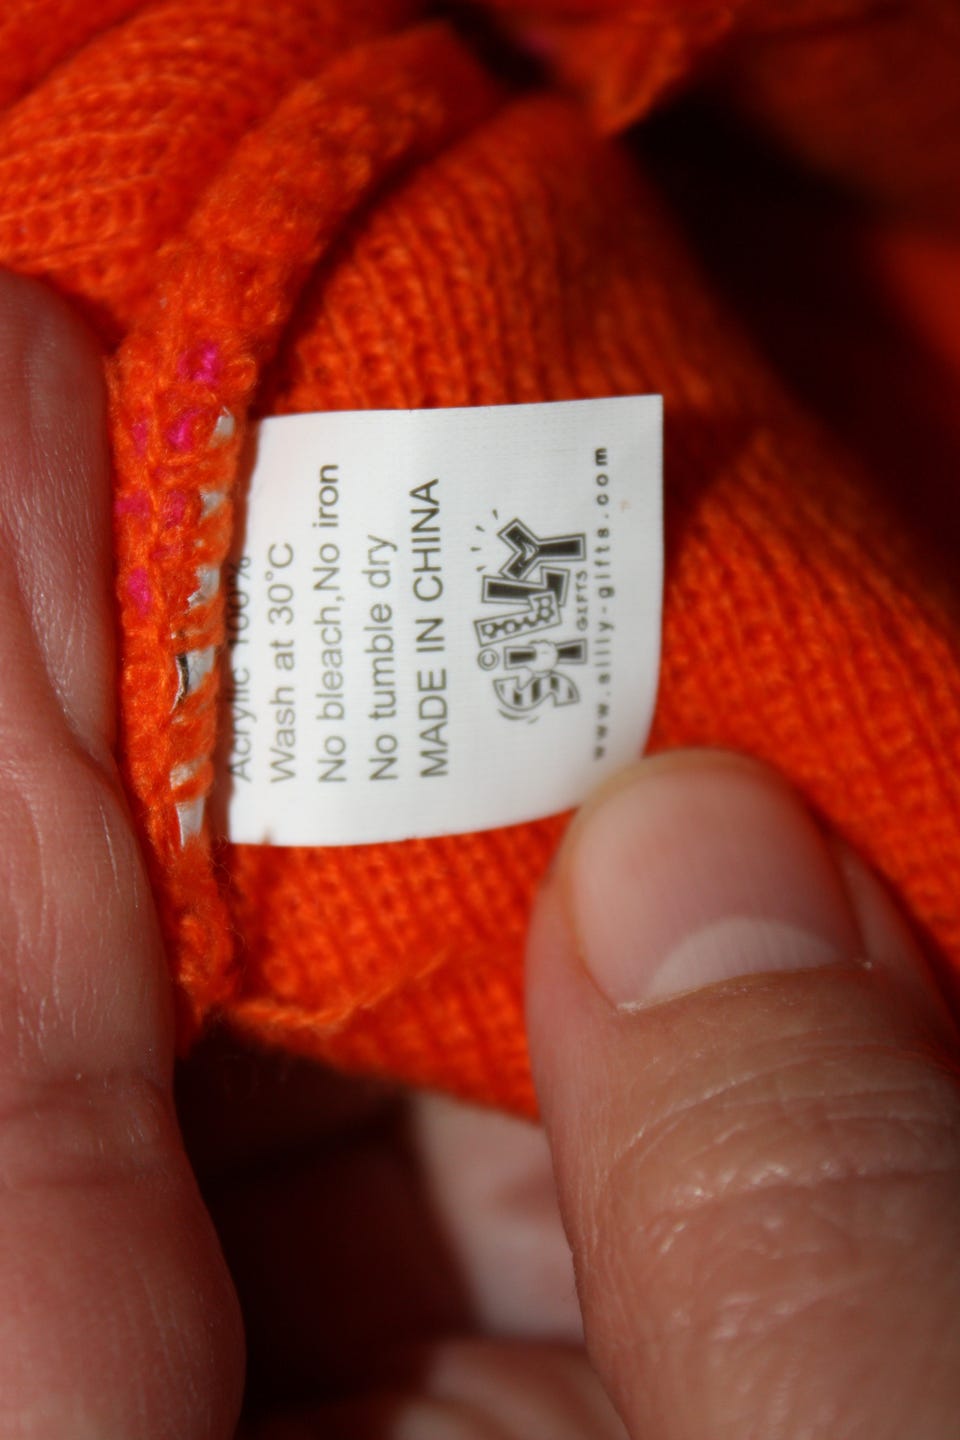 Acrylic 100%
Wash at 30°C
No bleach,No iron
No tumble dry
MADE IN CHINA
© SILLY
GIFTS
www.silly-gifts.com